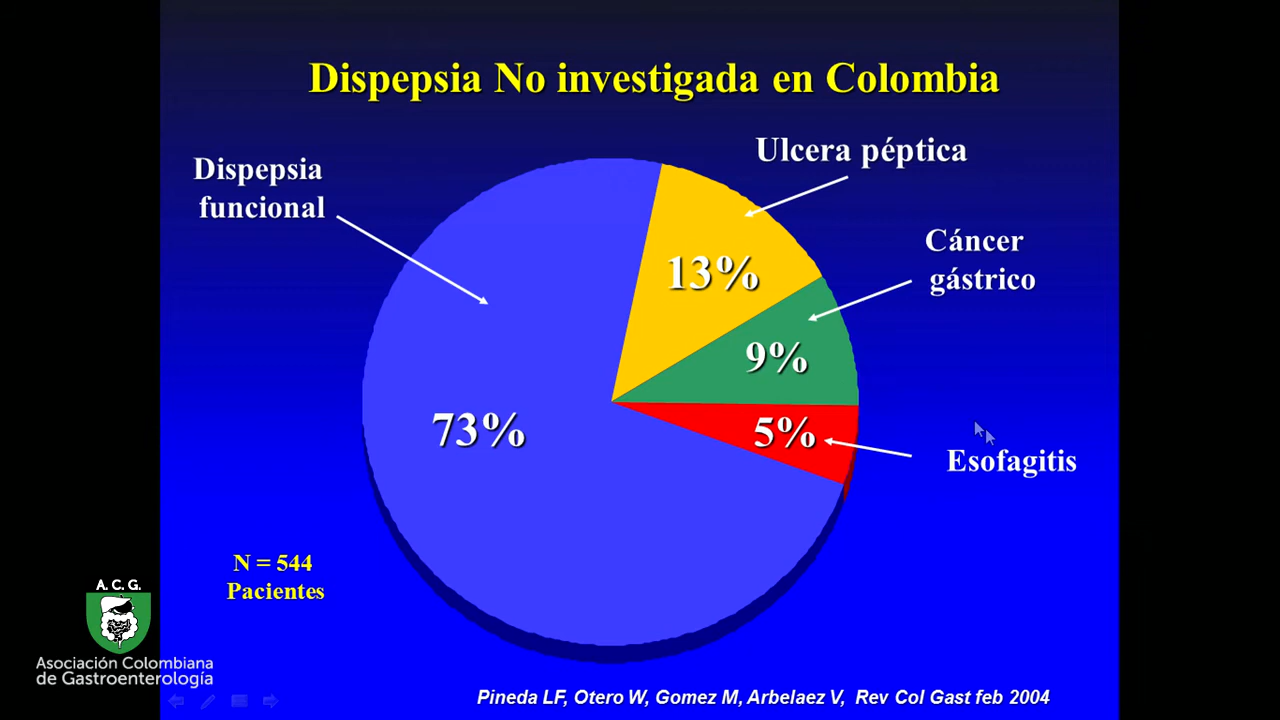 Dispepsia No investigada en Colombia
Dispepsia
funcional
Ulcera péptica
Cáncer
gástrico
13%
9%
73%
5%
Esofagitis
N = 544
Pacientes
A. C. G.
Asociación Colombiana
de Gastroenterología
Pineda LF, Otero W, Gomez M, Arbelaez V, Rev Col Gast feb 2004